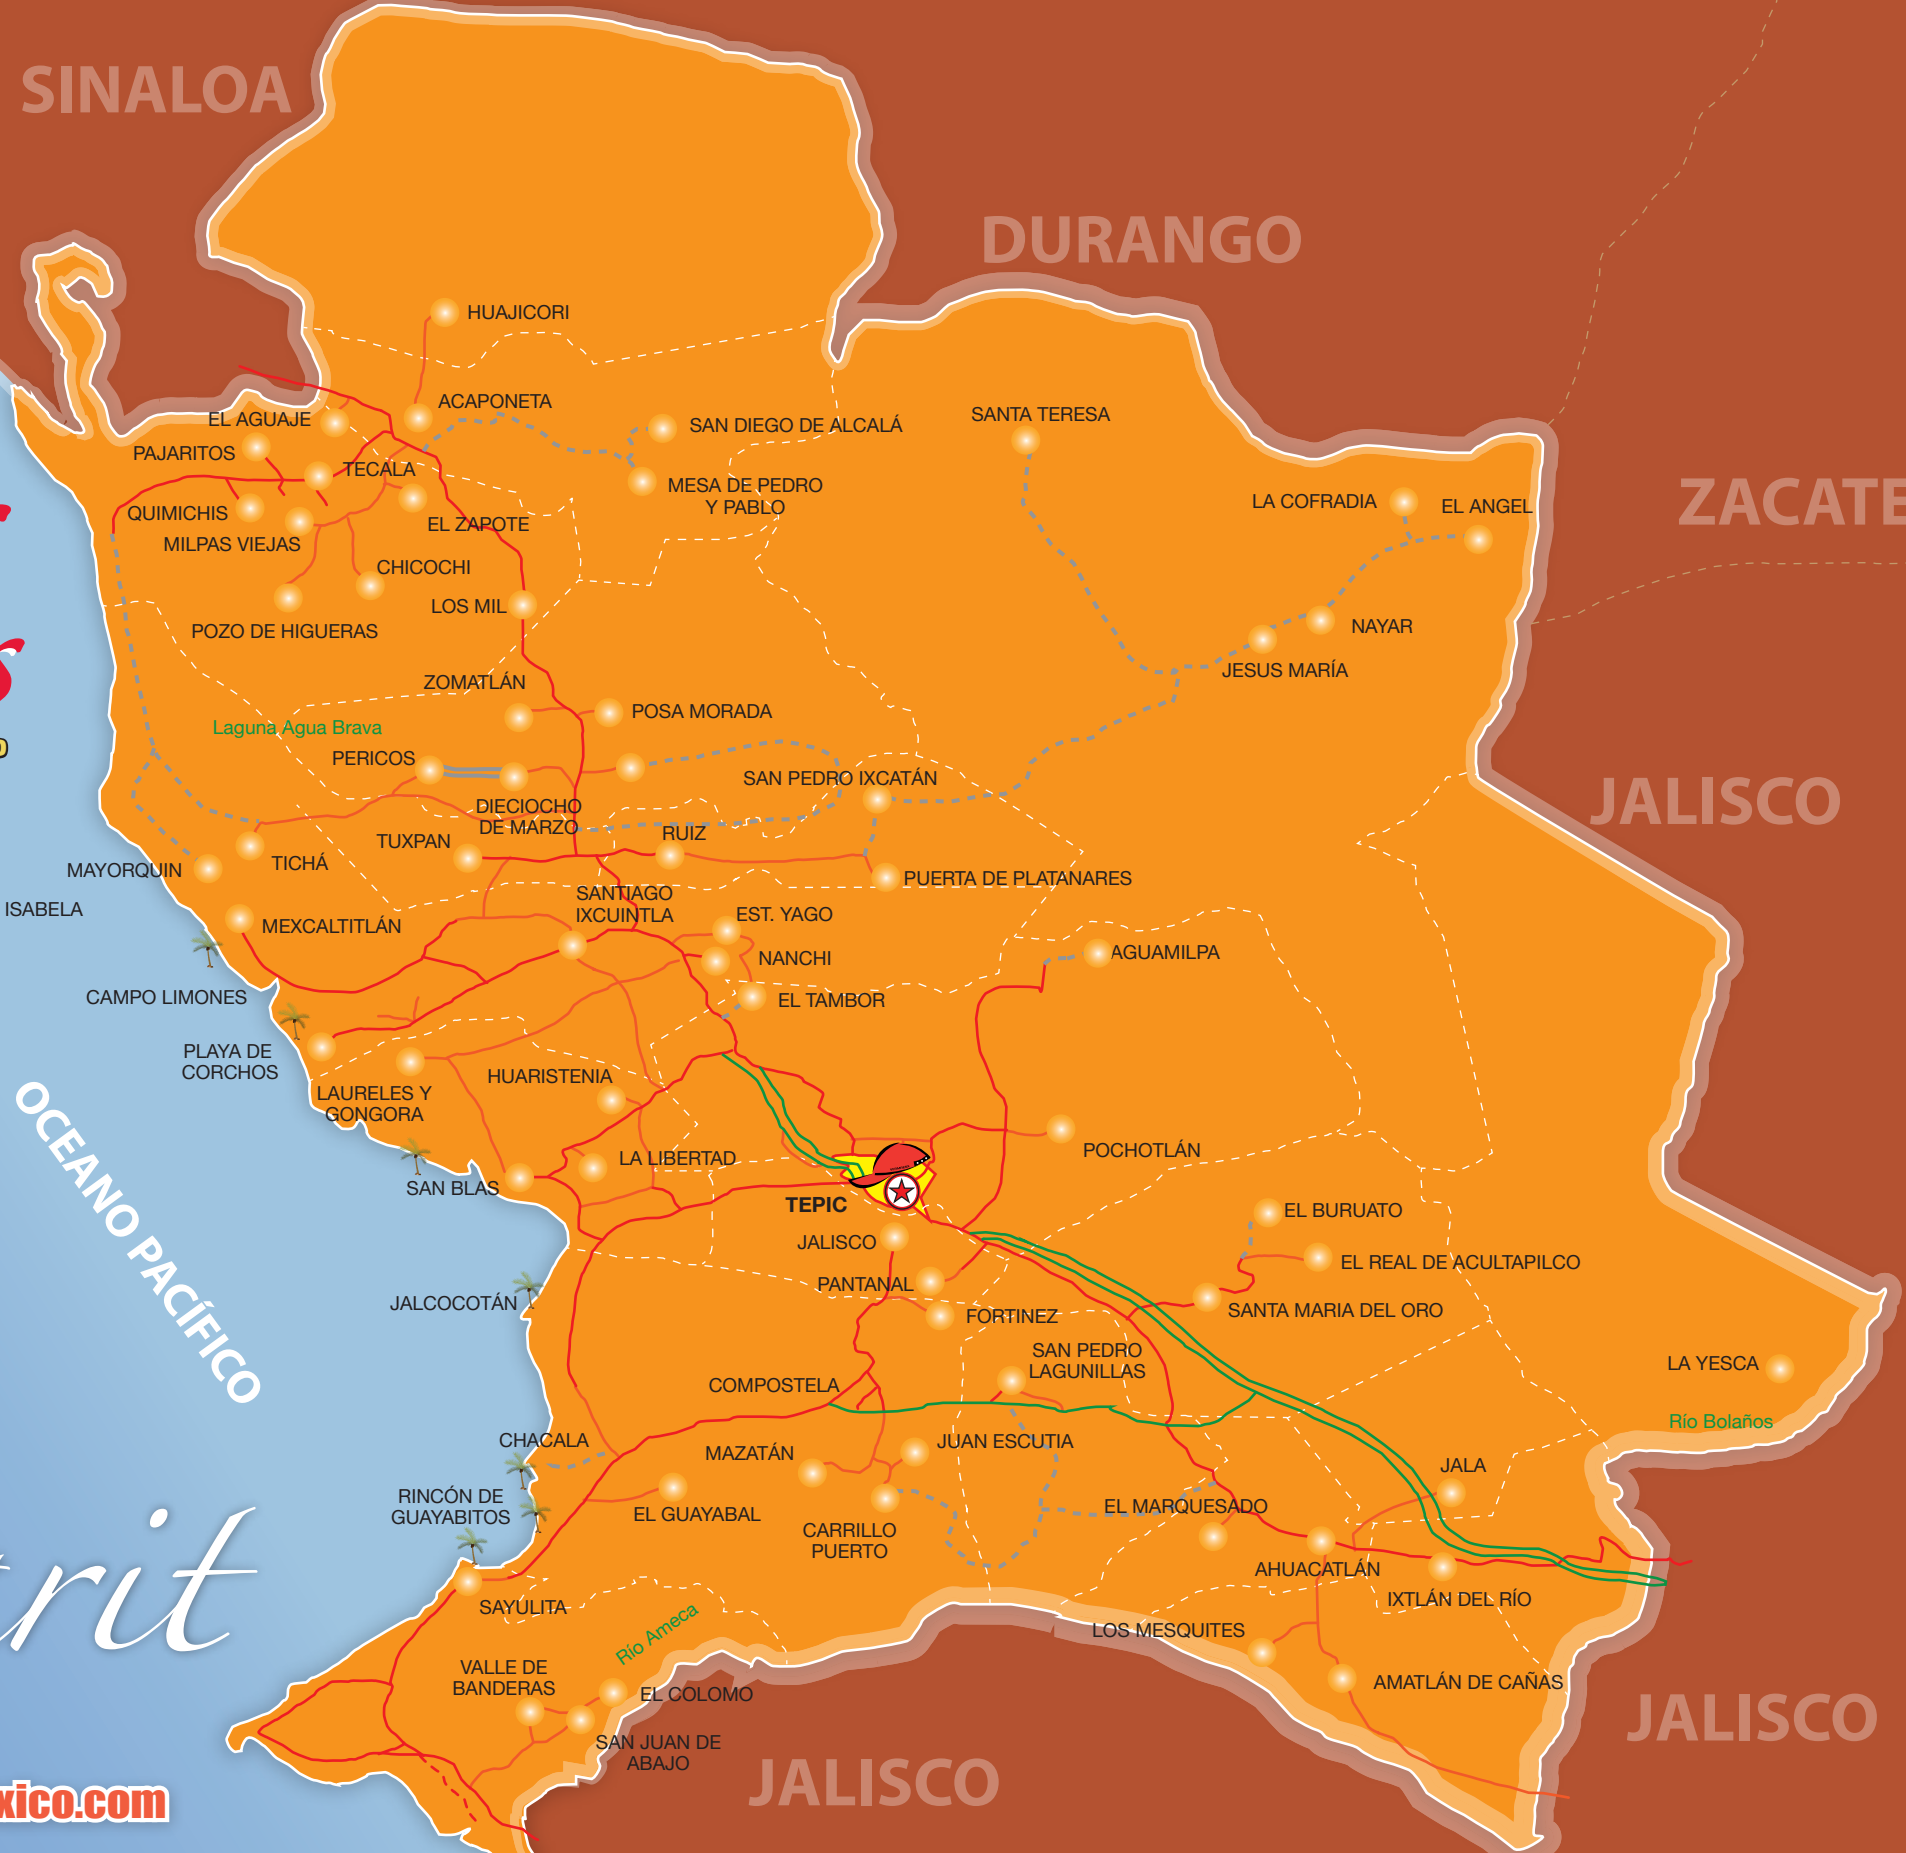 SINALOA
DURANGO
ZACATE
JALISCO
JALISCO
JALISCO
HUAJICORI
ACAPONETA
EL AGUAJE
PAJARITOS
TECALA
QUIMICHIS
MILPAS VIEJAS
EL ZAPOTE
CHICOCHI
POZO DE HIGUERAS
LOS MIL
SAN DIEGO DE ALCALÁ
MESA DE PEDRO
Y PABLO
SANTA TERESA
LA COFRADIA
EL ANGEL
NAYAR
JESUS MARÍA
ZOMATLÁN
POSA MORADA
Laguna Agua Brava
PERICOS
DIECIOCHO
DE MARZO
SAN PEDRO IXCATÁN
TUXPAN
RUIZ
TICHÁ
MAYORQUIN
PUERTA DE PLATANARES
ISABELA
MEXCALTITLÁN
SANTIAGO
IXCUINTLA
EST. YAGO
NANCHI
EL TAMBOR
AGUAMILPA
CAMPO LIMONES
PLAYA DE
CORCHOS
LAURELES Y
GONGORA
HUARISTENIA
LA LIBERTAD
SAN BLAS
OCEANO PACÍFICO
POCHOTLÁN
TEPIC
JALISCO
PANTANAL
FORTINEZ
EL BURUATO
EL REAL DE ACULTAPILCO
SANTA MARIA DEL ORO
JALCOCOTÁN
SAN PEDRO
LAGUNILLAS
COMPOSTELA
LA YESCA
Río Bolaños
CHACALA
MAZATÁN
JUAN ESCUTIA
JALA
RINCÓN DE
GUAYABITOS
EL GUAYABAL
CARRILLO
PUERTO
EL MARQUESADO
AHUACATLÁN
IXTLÁN DEL RÍO
SAYULITA
Río Ameca
LOS MESQUITES
AMATLÁN DE CAÑAS
VALLE DE
BANDERAS
EL COLOMO
SAN JUAN DE
ABAJO
rit
xico.com